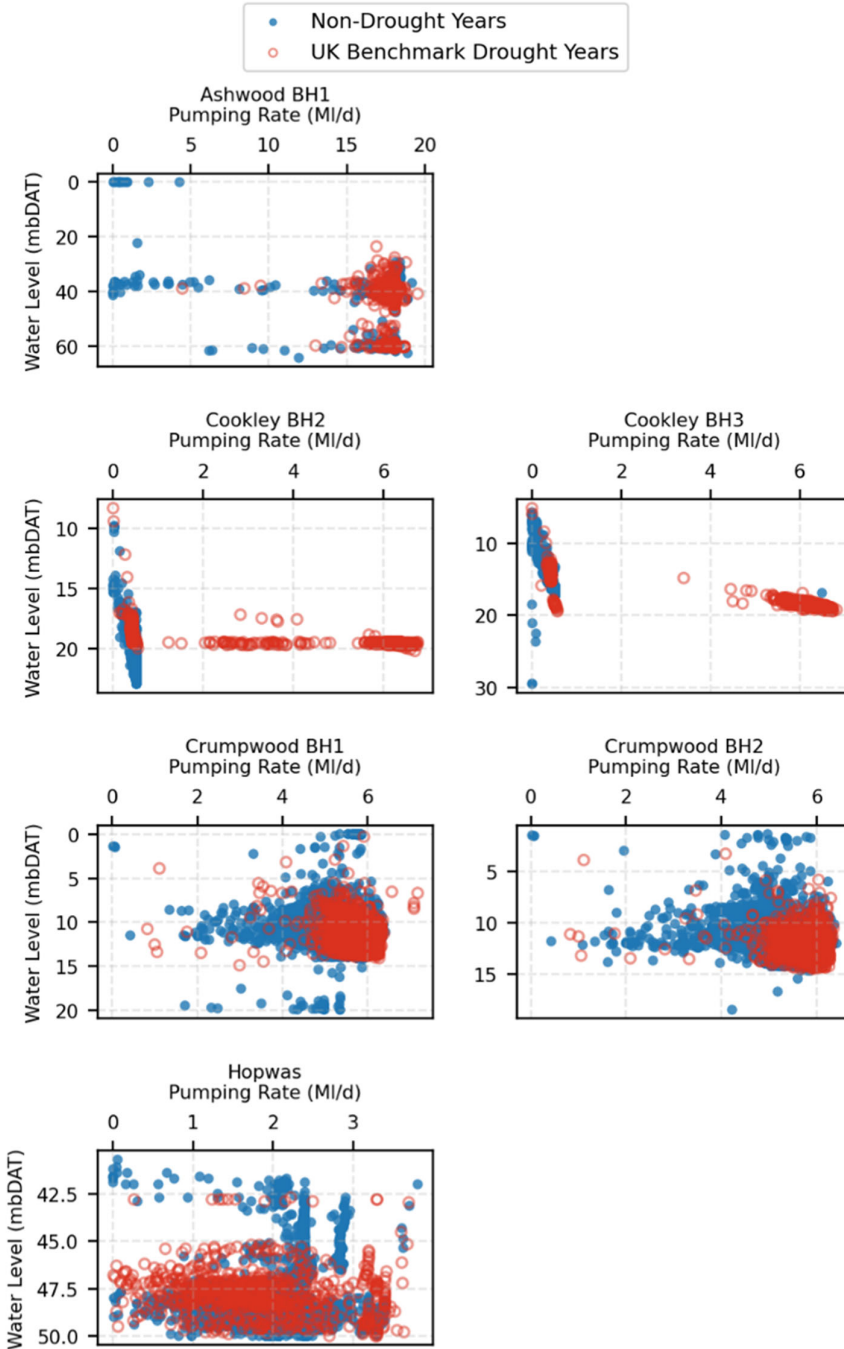 Non-Drought Years
UK Benchmark Drought Years
Ashwood BH1
Pumping Rate (Ml/d)
0 5 10 15 20
Water Level (mbDAT)
0
20
40
60
Cookley BH2
Pumping Rate (Ml/d)
0 2 4 6
Water Level (mbDAT)
10
15
20
Cookley BH3
Pumping Rate (Ml/d)
0 2 4 6
10
20
30
Crumpwood BH1
Pumping Rate (Ml/d)
0 2 4 6
Water Level (mbDAT)
0
5
10
15
20
Crumpwood BH2
Pumping Rate (Ml/d)
0 2 4 6
5
10
15
Hopwas
Pumping Rate (Ml/d)
0 1 2 3
Water Level (mbDAT)
42.5
45.0
47.5
50.0